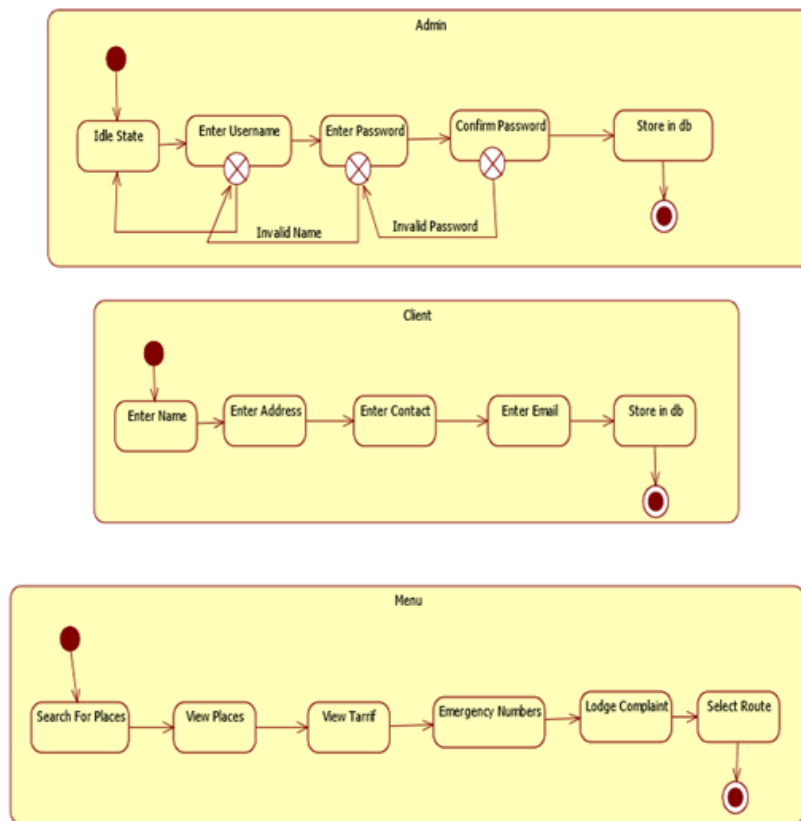 Admin
Idle State
Enter Username
Enter Password
Confirm Password
Store in db
Invalid Name
Invalid Password
Client
Enter Name
Enter Address
Enter Contact
Enter Email
Store in db
Menu
Search For Places
View Places
View Tarrif
Emergency Numbers
Lodge Complaint
Select Route